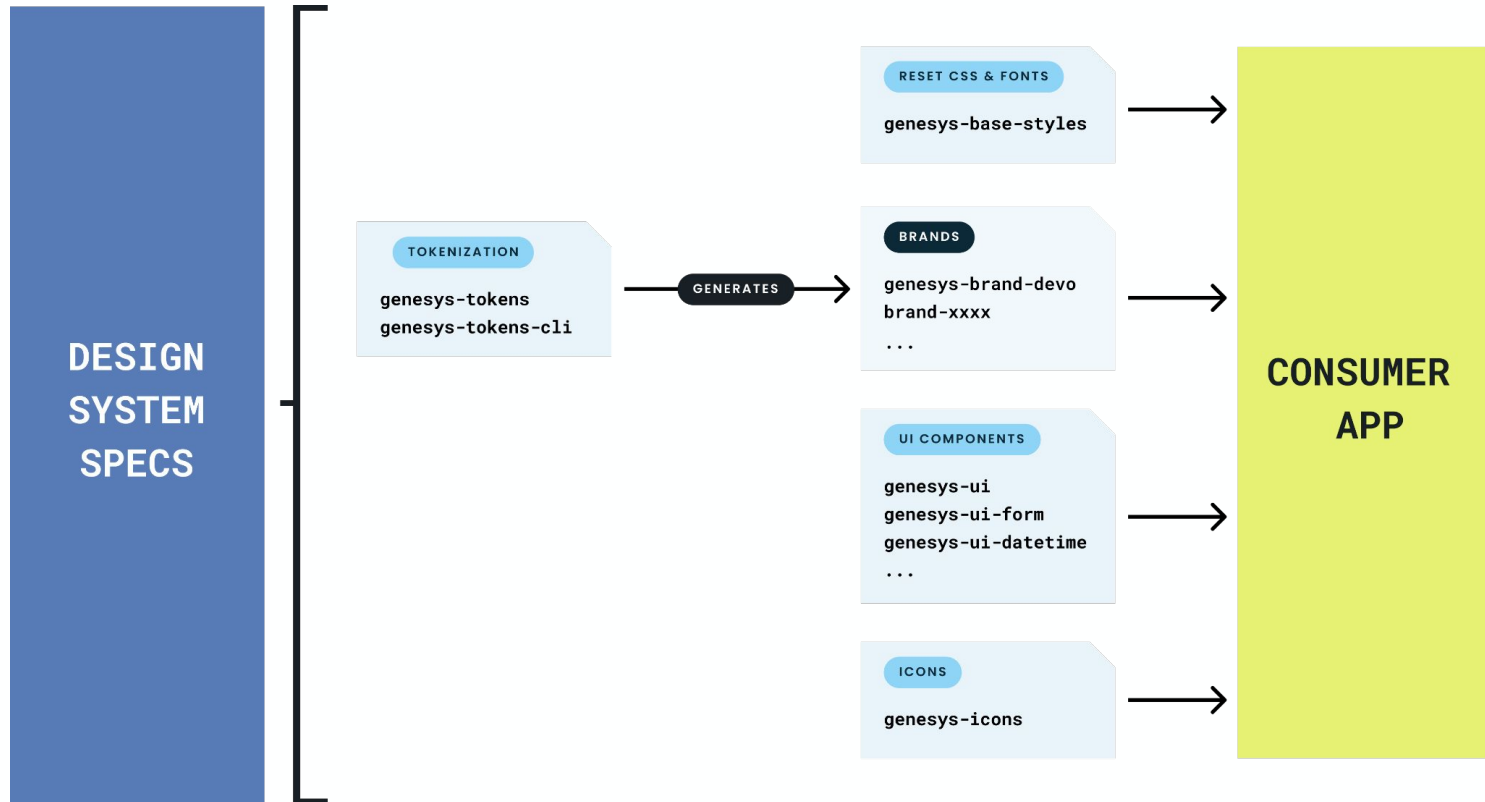 DESIGN
SYSTEM
SPECS
TOKENIZATION
genesys-tokens
genesys-tokens-cli
GENERATES
RESET CSS & FONTS
genesys-base-styles
BRANDS
genesys-brand-devo
brand-xxxx
...
UI COMPONENTS
genesys-ui
genesys-ui-form
genesys-ui-datetime
...
ICONS
genesys-icons
CONSUMER
APP